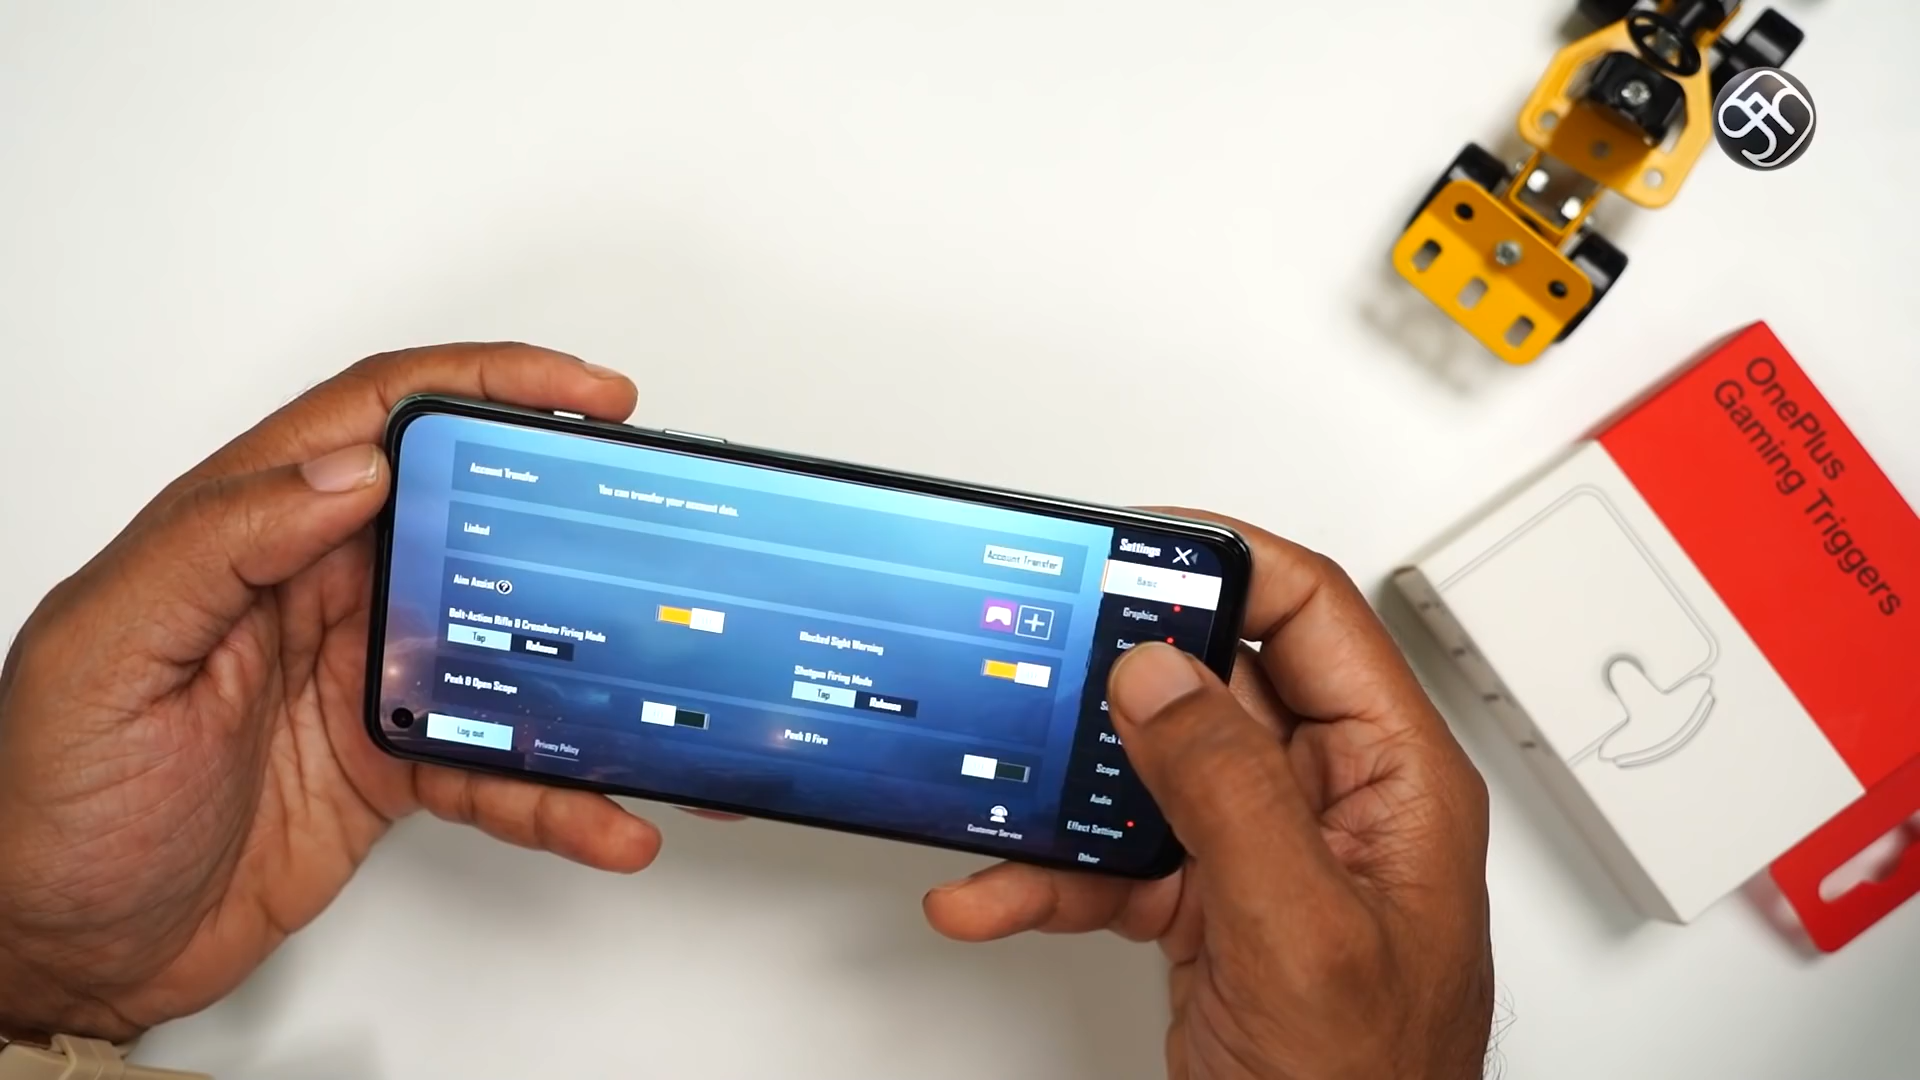 Account Transfer
You can transfer your account data.
Account Transfer
Linked
Aim Assist ?
Blocked Sight Warning
Bolt-Action Rifle & Crossbow Firing Mode
Tap Release
Shotgun Firing Mode
Tap Release
Peek & Open Scope
Peek & Fire
Log out
Privacy Policy
Customer Service
Settings
Basic
Graphics
Scope
Audio
Effect Settings
Other
OnePlus
Gaming Triggers